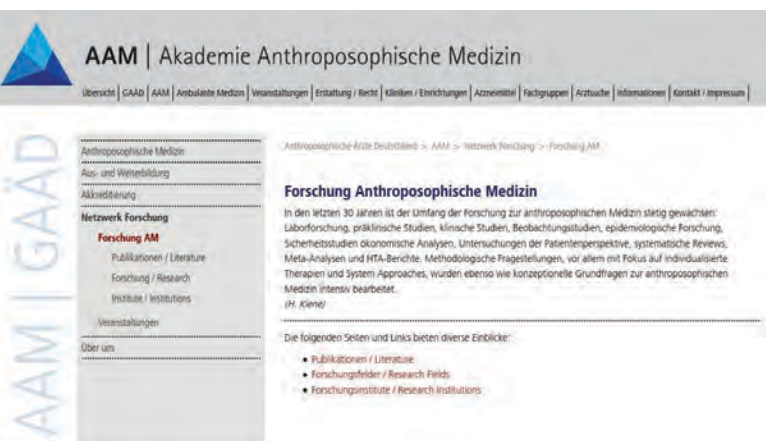 AAM | Akademie Anthroposophische Medizin
Übersicht | GAÄD | AAM | Ambulante Medizin | Veranstaltungen | Erstattung / Recht | Kliniken / Einrichtungen | Arzneimittel | Fachgruppen | Arztsuche | Informationen | Kontakt / Impressum |
AAM | GAÄD
Anthroposophische Medizin
Aus- und Weiterbildung
Akkreditierung
Netzwerk Forschung
Forschung AM
Publikationen / Literature
Forschung / Research
Institute / Institutions
Veranstaltungen
Über uns
Anthroposophische Ärzte Deutschland > AAM > Netzwerk Forschung > Forschung AM
Forschung Anthroposophische Medizin
In den letzten 30 Jahren ist der Umfang der Forschung zur anthroposophischen Medizin stetig gewachsen:
Laborforschung, präklinische Studien, klinische Studien, Beobachtungsstudien, epidemiologische Forschung,
Sicherheitsstudien ökonomische Analysen, Untersuchungen der Patientenperspektive, systematische Reviews,
Meta-Analysen und HTA-Berichte. Methodologische Fragestellungen, vor allem mit Fokus auf individualisierte
Therapien und System Approaches, wurden ebenso wie konzeptionelle Grundfragen zur anthroposophischen
Medizin intensiv bearbeitet.
(H. Kiene)
Die folgenden Seiten und Links bieten diverse Einblicke:
• Publikationen / Literature
• Forschungsfelder / Research Fields
• Forschungsinstitute / Research Institutions